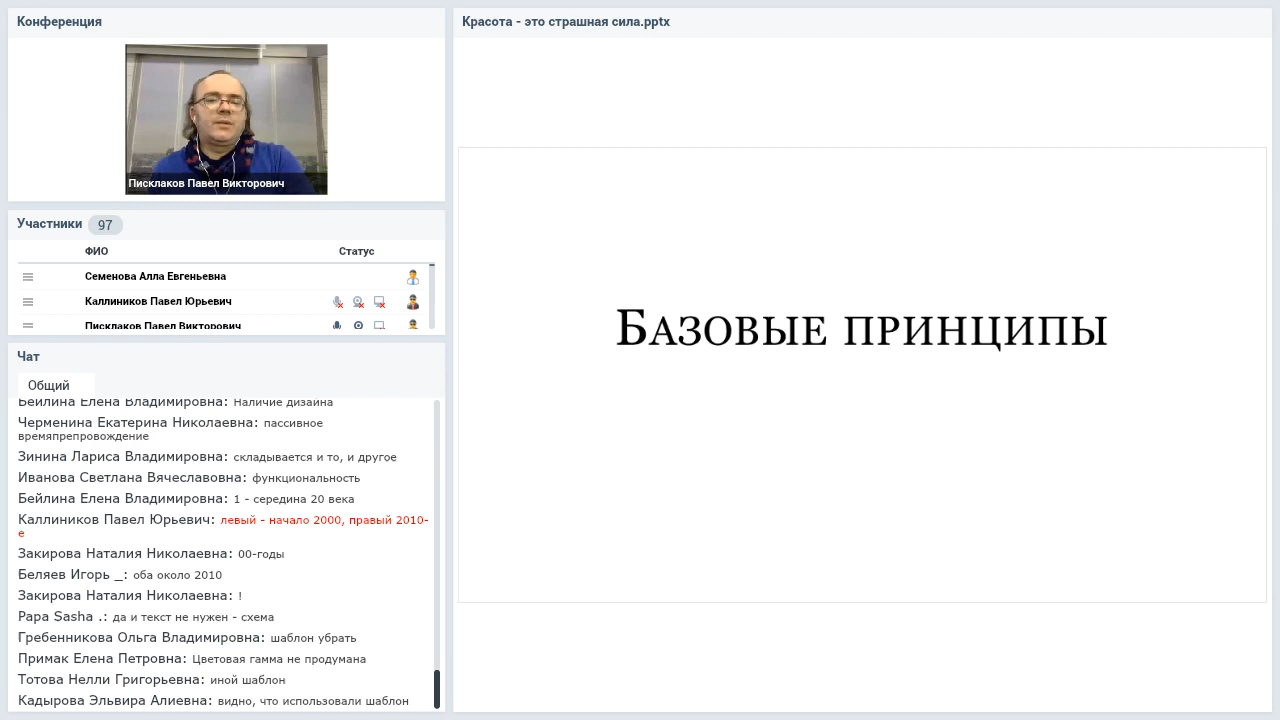 Конференция
Писклаков Павел Викторович
Участники 97
ФИО Статус
Семенова Алла Евгеньевна
Каллиников Павел Юрьевич
Писклаков Павел Викторович
Чат
Общий
Бейлина Елена Владимировна: Наличие дизайна
Черменина Екатерина Николаевна: пассивное
времяпрепровождение
Зинина Лариса Владимировна: складывается и то, и другое
Иванова Светлана Вячеславовна: функциональность
Бейлина Елена Владимировна: 1 - середина 20 века
Каллиников Павел Юрьевич: левый - начало 2000, правый 2010-
е
Закирова Наталия Николаевна: 00-годы
Беляев Игорь _: оба около 2010
Закирова Наталия Николаевна: !
Papa Sasha .: да и текст не нужен - схема
Гребенникова Ольга Владимировна: шаблон убрать
Примак Елена Петровна: Цветовая гамма не продумана
Тотова Нелли Григорьевна: иной шаблон
Кадырова Эльвира Алиевна: видно, что использовали шаблон
Красота - это страшная сила.pptx
Базовые принципы